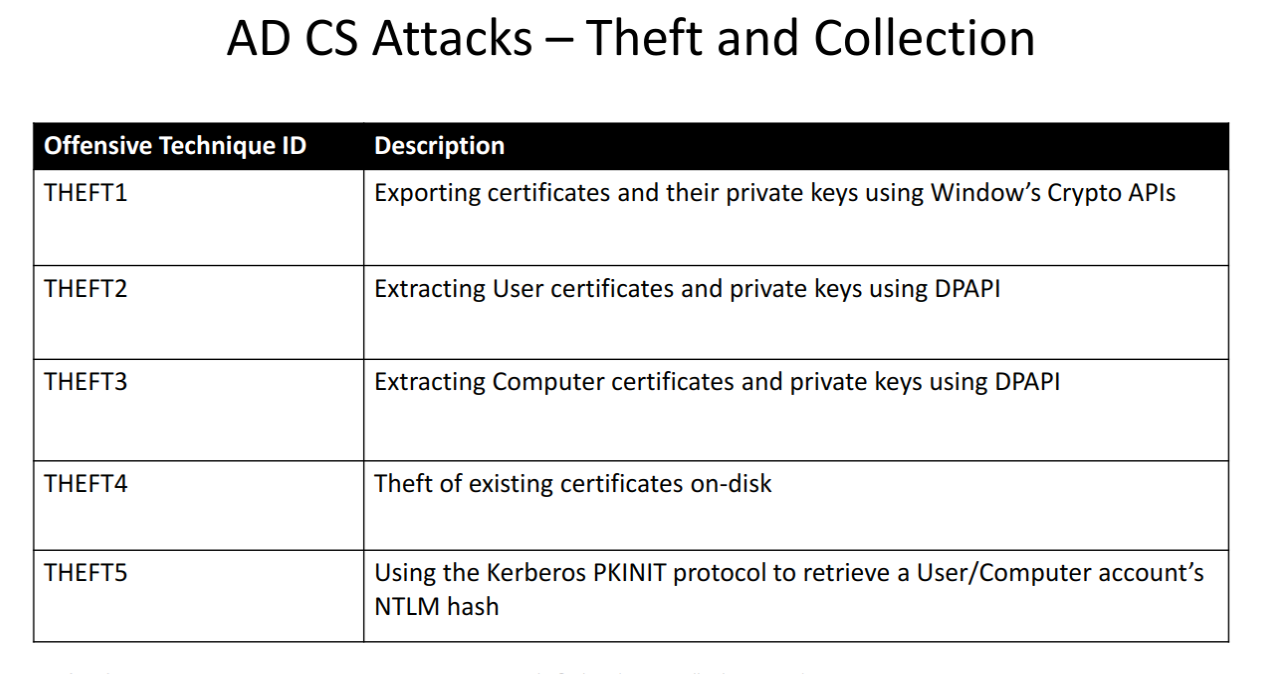 AD CS Attacks – Theft and Collection
Offensive Technique ID Description
THEFT1 Exporting certificates and their private keys using Window’s Crypto APIs
THEFT2 Extracting User certificates and private keys using DPAPI
THEFT3 Extracting Computer certificates and private keys using DPAPI
THEFT4 Theft of existing certificates on-disk
THEFT5 Using the Kerberos PKINIT protocol to retrieve a User/Computer account’s
NTLM hash